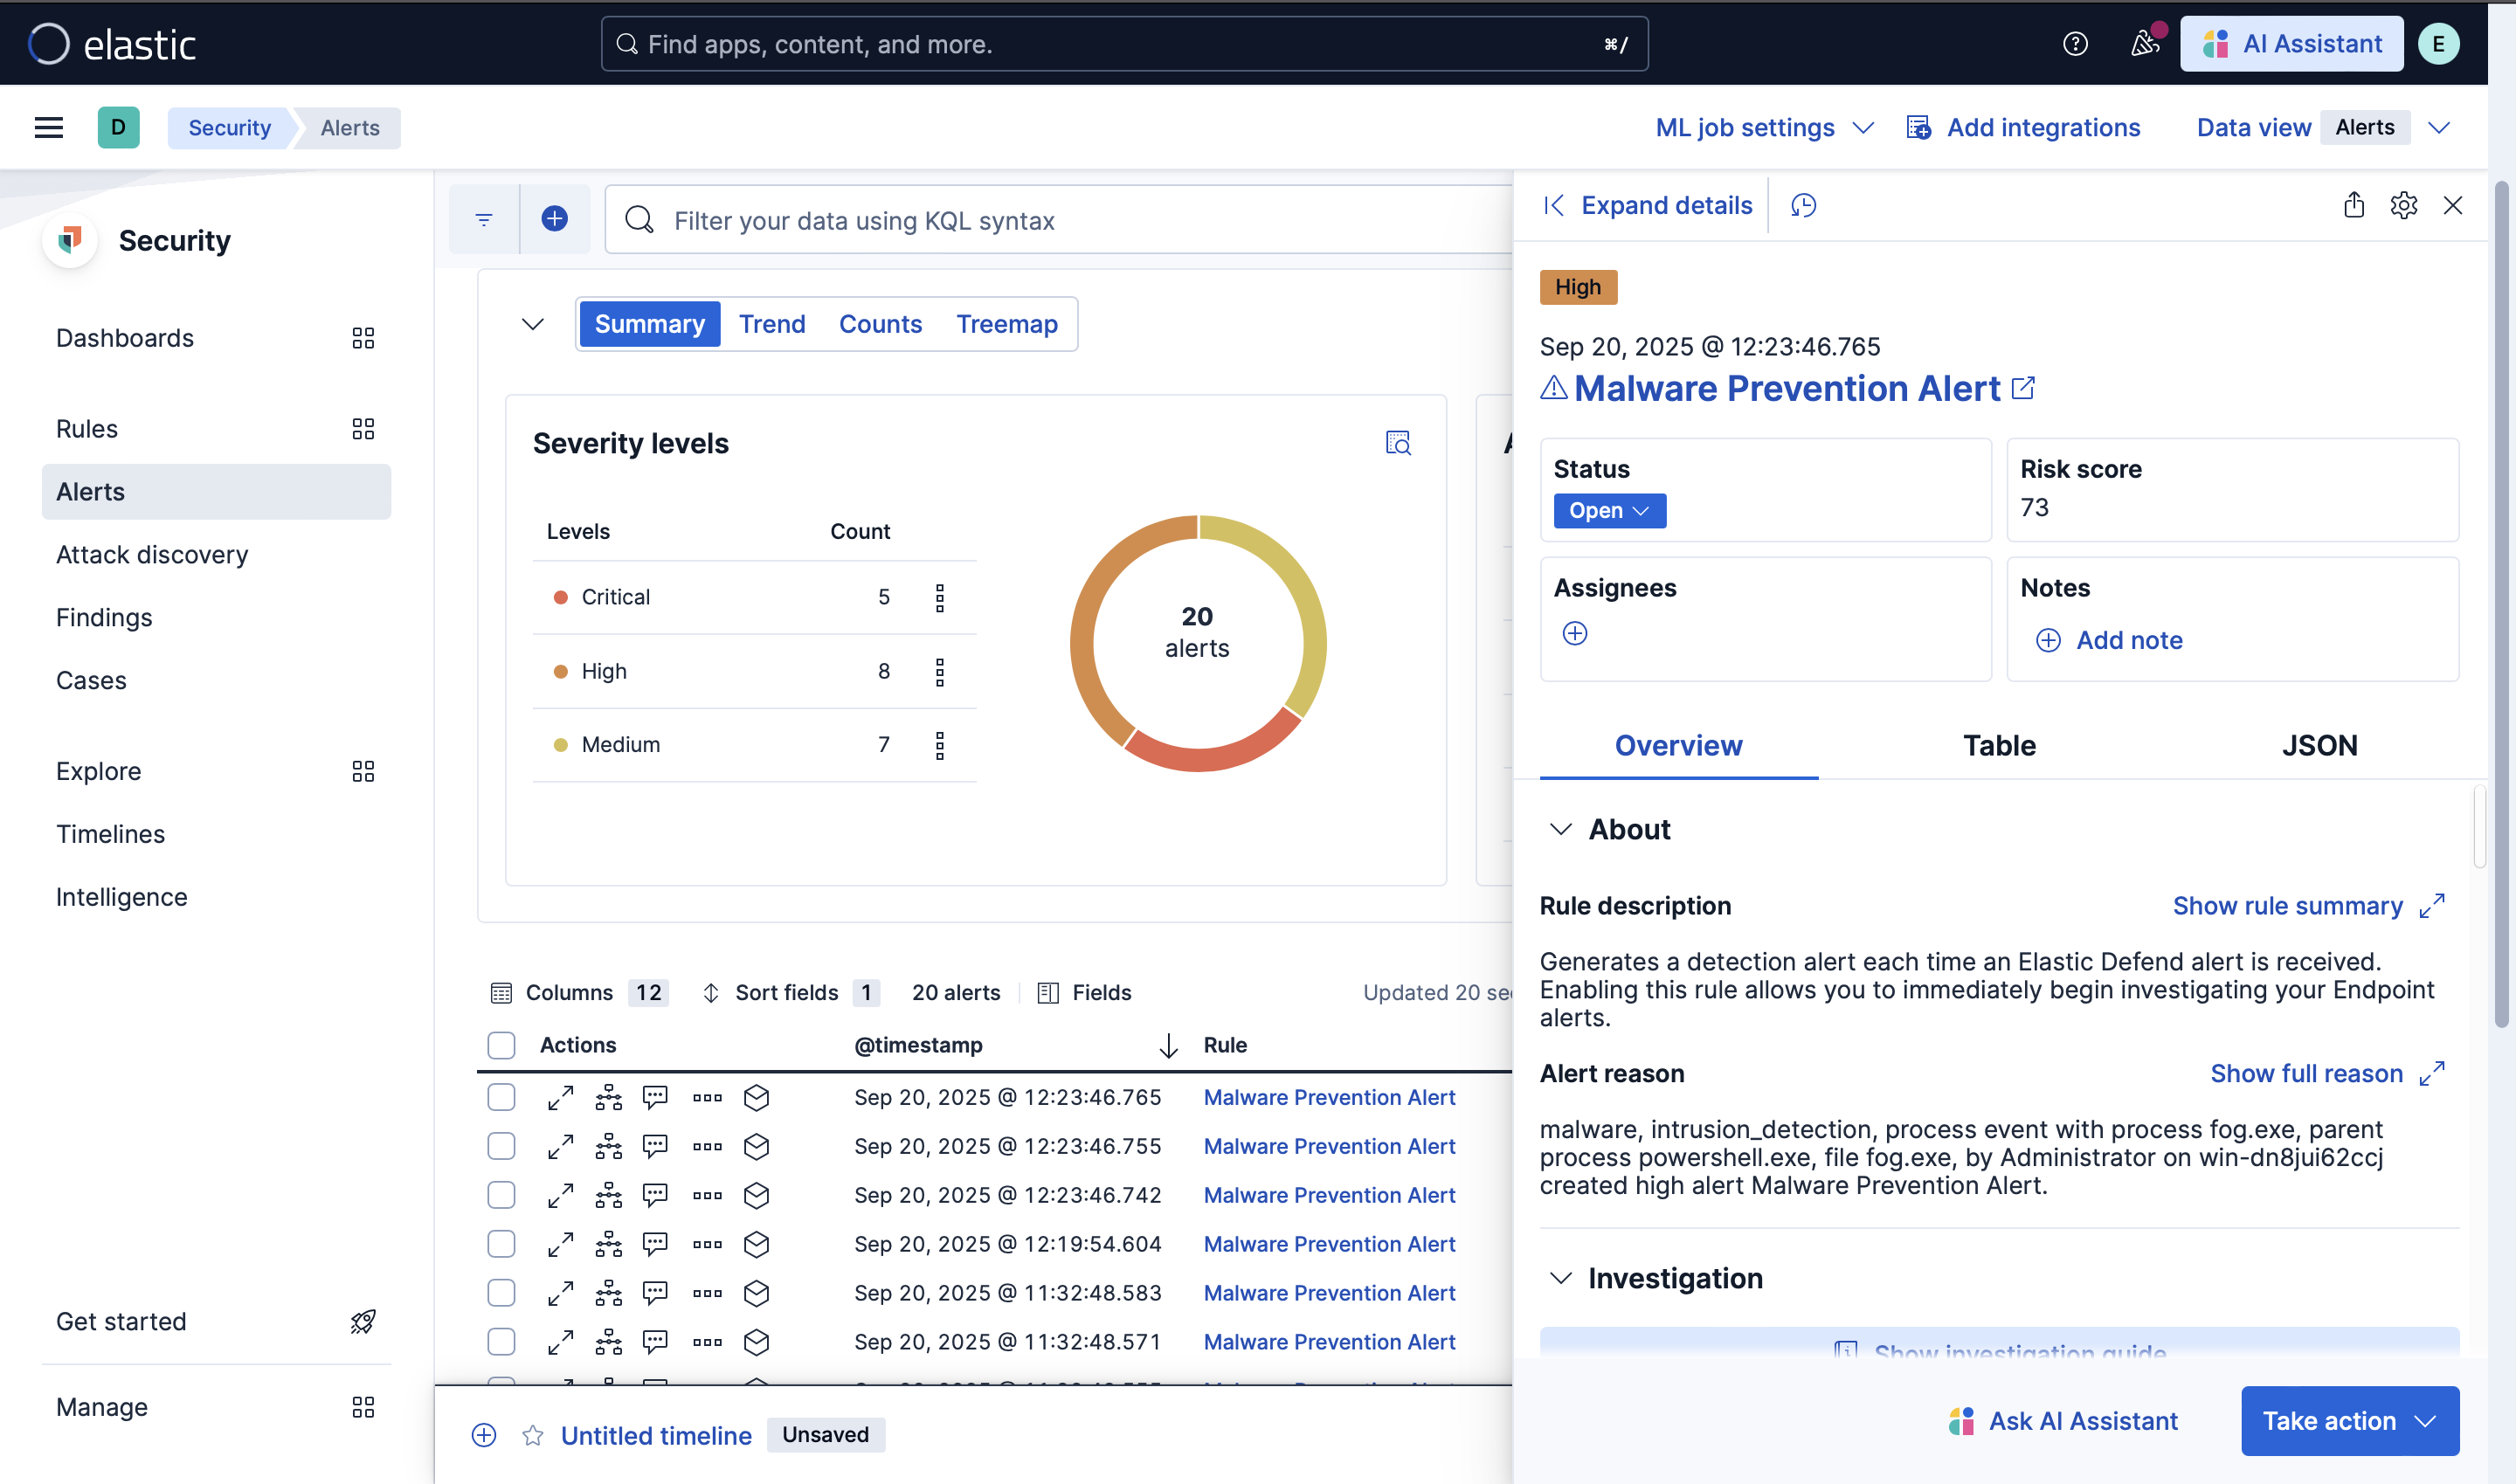 elastic
Find apps, content, and more.
⌘/
AI Assistant
E
D
Security
Alerts
ML job settings
Add integrations
Data view
Alerts
Security
Dashboards
Rules
Alerts
Attack discovery
Findings
Cases
Explore
Timelines
Intelligence
Get started
Manage
Filter your data using KQL syntax
Summary
Trend
Counts
Treemap
Severity levels
Levels
Count
Critical
5
High
8
Medium
7
20
alerts
Columns 12
Sort fields 1
20 alerts
Fields
Updated 20
Actions
@timestamp
Rule
Sep 20, 2025 @ 12:23:46.765 Malware Prevention Alert
Sep 20, 2025 @ 12:23:46.755 Malware Prevention Alert
Sep 20, 2025 @ 12:23:46.742 Malware Prevention Alert
Sep 20, 2025 @ 12:19:54.604 Malware Prevention Alert
Sep 20, 2025 @ 11:32:48.583 Malware Prevention Alert
Sep 20, 2025 @ 11:32:48.571 Malware Prevention Alert
Untitled timeline
Unsaved
Expand details
High
Sep 20, 2025 @ 12:23:46.765
Malware Prevention Alert
Status
Open
Risk score
73
Assignees
Notes
Add note
Overview
Table
JSON
About
Rule description
Show rule summary
Generates a detection alert each time an Elastic Defend alert is received.
Enabling this rule allows you to immediately begin investigating your Endpoint
alerts.
Alert reason
Show full reason
malware, intrusion_detection, process event with process fog.exe, parent
process powershell.exe, file fog.exe, by Administrator on win-dn8jui62ccj
created high alert Malware Prevention Alert.
Investigation
Show investigation guide
Ask AI Assistant
Take action